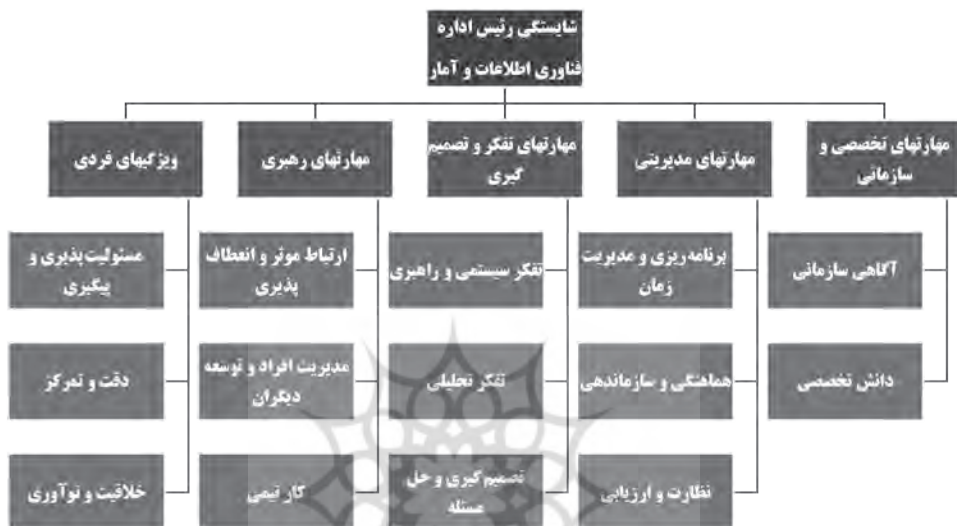 شایستگی رئیس اداره
فناوری اطلاعات و آمار
مهارتهای تخصصی و
سازمانی
مهارتهای مدیریتی
مهارتهای تفکر و تصمیم
گیری
مهارتهای رهبری
ویژگیهای فردی
آگاهی سازمانی
برنامه‌ریزی و مدیریت
زمان
تفکر سیستمی و راهبری
ارتباط موثر و انعطاف
پذیری
مسئولیت‌پذیری و
پیگیری
دانش تخصصی
هماهنگی و سازماندهی
تفکر تحلیلی
مدیریت افراد و توسعه
دیگران
دقت و تمرکز
نظارت و ارزیابی
تصمیم‌گیری و حل
مسئله
کار تیمی
خلاقیت و نوآوری